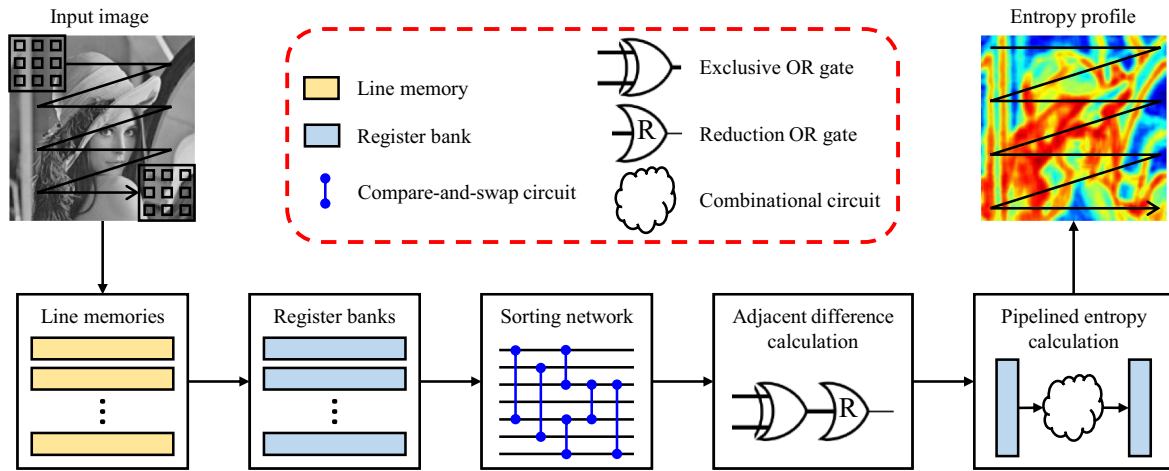 Input image
Entropy profile
Line memory
Register bank
Compare-and-swap circuit
Exclusive OR gate
R
Reduction OR gate
Combinational circuit
Line memories
Register banks
Sorting network
Adjacent difference
calculation
R
Pipelined entropy
calculation